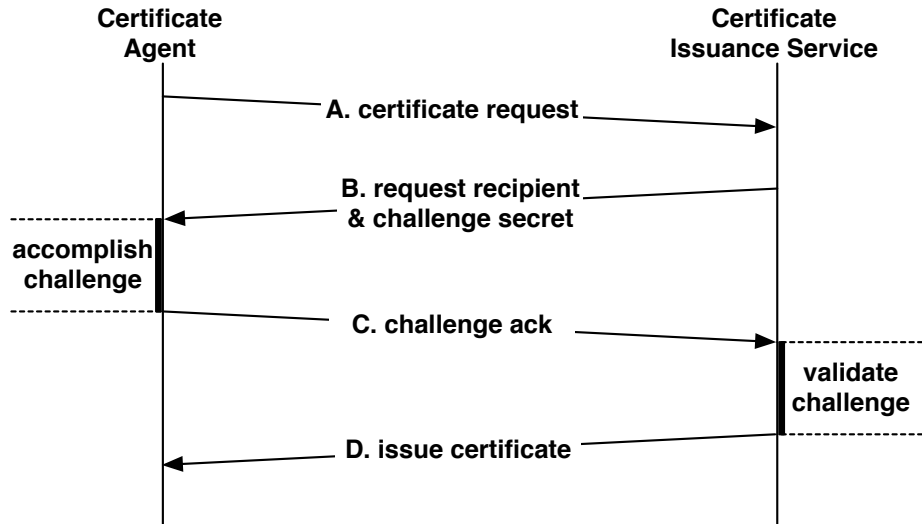 Certificate
Agent
Certificate
Issuance Service
A. certificate request
B. request recipient
& challenge secret
accomplish
challenge
C. challenge ack
validate
challenge
D. issue certificate